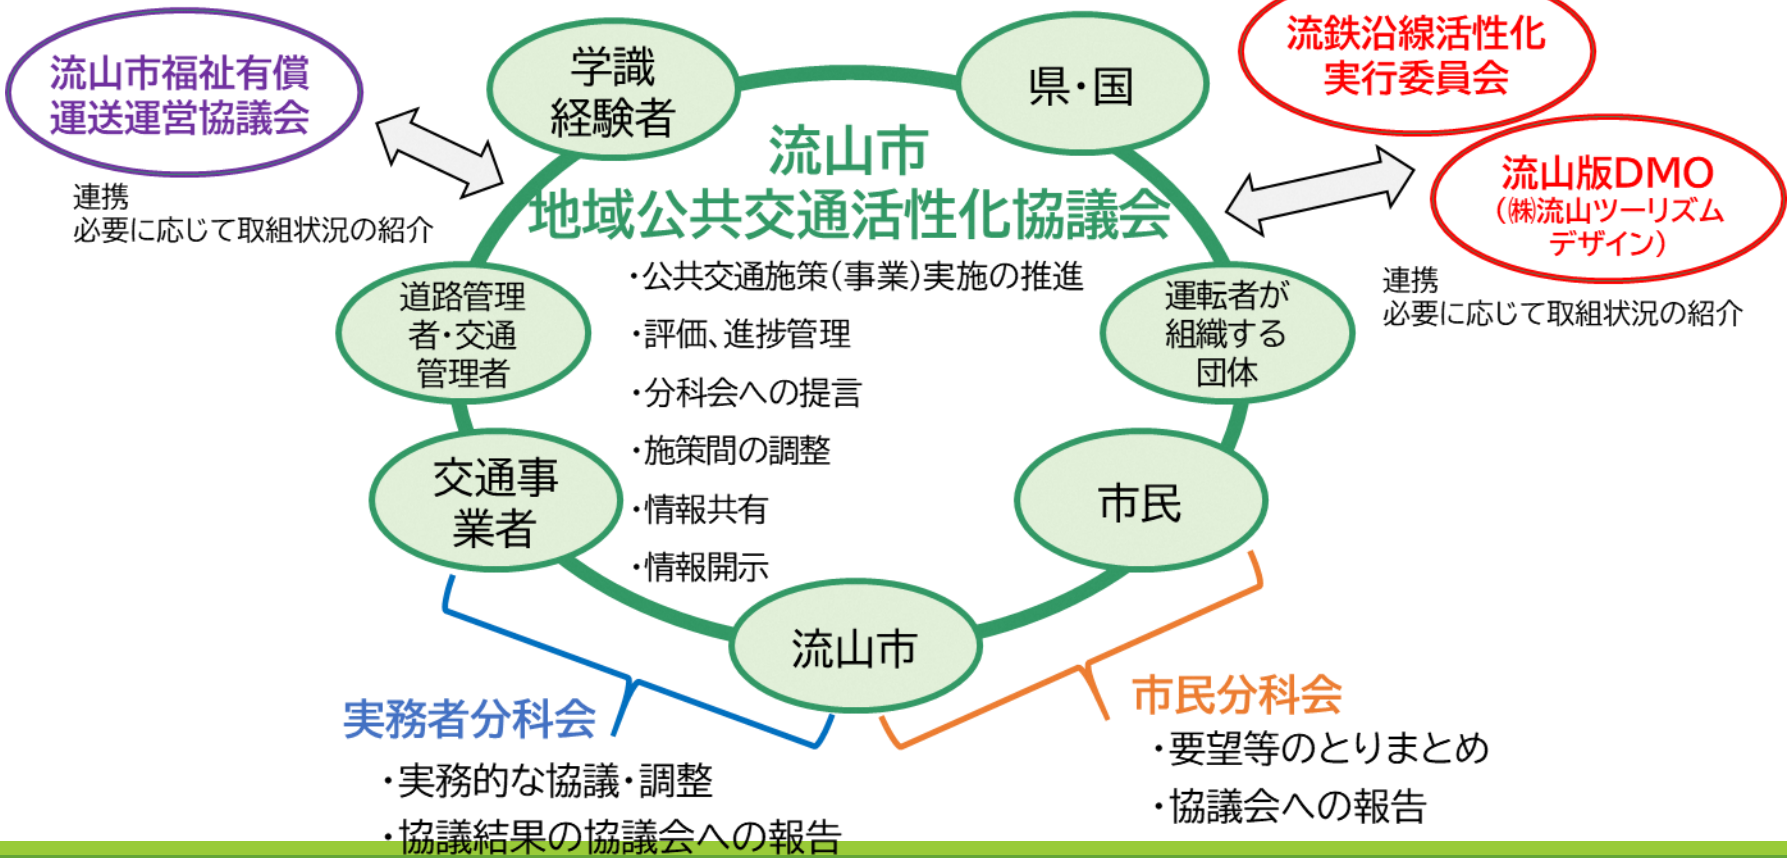 流山市福祉有償
運送運営協議会
連携
必要に応じて取組状況の紹介
学識
経験者
県・国
流鉄沿線活性化
実行委員会
流山版DMO
（㈱流山ツーリズム
デザイン）
連携
必要に応じて取組状況の紹介
流山市
地域公共交通活性化協議会
・公共交通施策（事業）実施の推進
・評価、進捗管理
・分科会への提言
・施策間の調整
・情報共有
・情報開示
道路管理
者・交通
管理者
運転者が
組織する
団体
交通事
業者
市民
流山市
実務者分科会
・実務的な協議・調整
・協議結果の協議会への報告
市民分科会
・要望等のとりまとめ
・協議会への報告